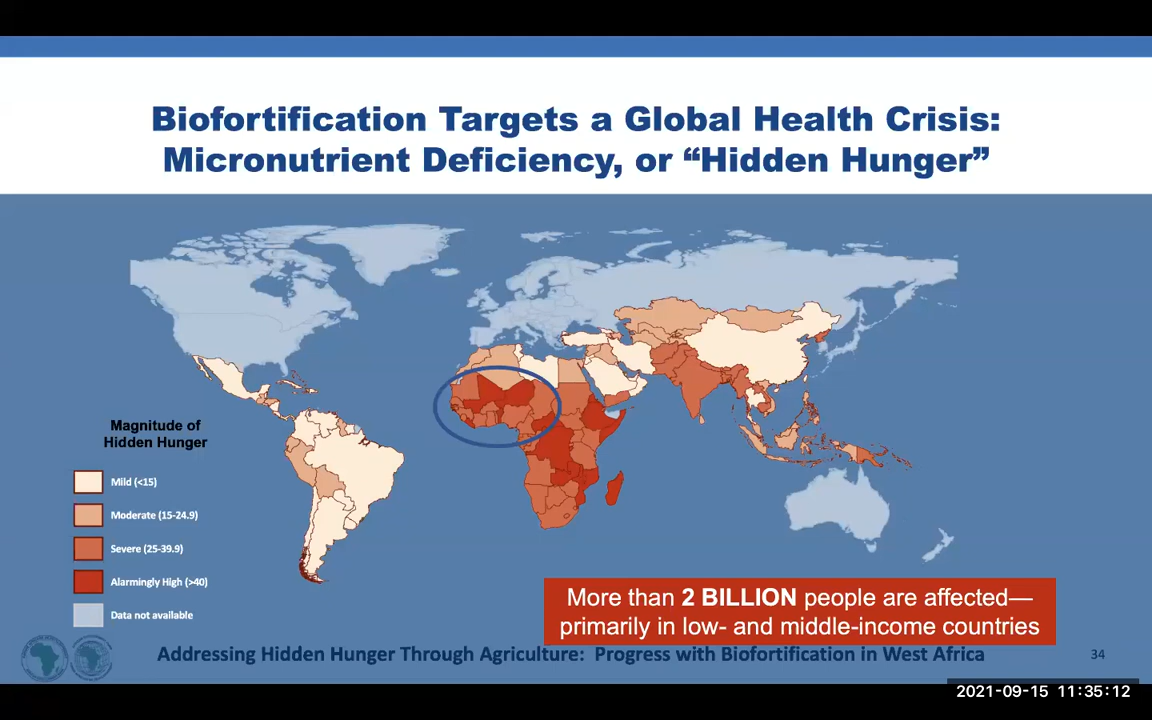 Biofortification Targets a Global Health Crisis:
Micronutrient Deficiency, or “Hidden Hunger”
Magnitude of
Hidden Hunger
Mild (<15)
Moderate (15-24.9)
Severe (25-39.9)
Alarmingly High (>40)
Data not available
More than 2 BILLION people are affected—
primarily in low- and middle-income countries
Addressing Hidden Hunger Through Agriculture: Progress with Biofortification in West Africa
34
2021-09-15 11:35:12